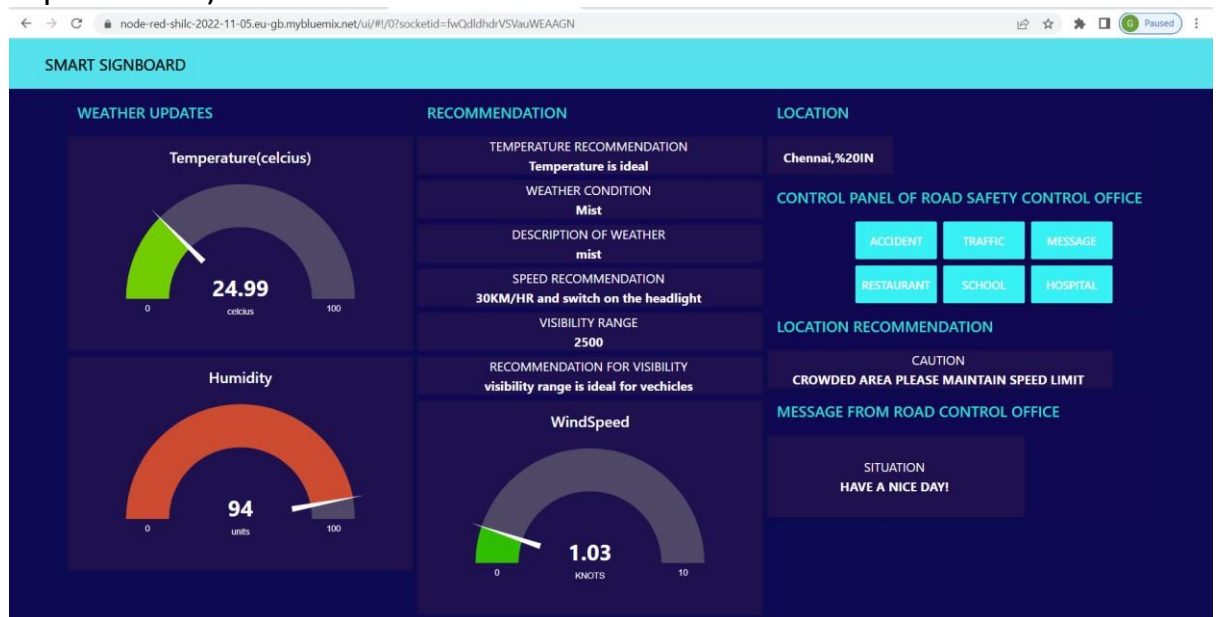 node-red-shilc-2022-11-05.eu-gb.mybluemix.net/ui/#!/0?socketid=fwQdldhdrVSVauWEAAGN
G
Paused
SMART SIGNBOARD
WEATHER UPDATES
Temperature(celcius)
24.99
celcius
0
100
Humidity
94
units
0
100
RECOMMENDATION
TEMPERATURE RECOMMENDATION
Temperature is ideal
WEATHER CONDITION
Mist
DESCRIPTION OF WEATHER
mist
SPEED RECOMMENDATION
30KM/HR and switch on the headlight
VISIBILITY RANGE
2500
RECOMMENDATION FOR VISIBILITY
visibility range is ideal for vechicles
WindSpeed
1.03
KNOTS
0
10
LOCATION
Chennai,%20IN
CONTROL PANEL OF ROAD SAFETY CONTROL OFFICE
ACCIDENT
TRAFFIC
MESSAGE
RESTAURANT
SCHOOL
HOSPITAL
LOCATION RECOMMENDATION
CAUTION
CROWDED AREA PLEASE MAINTAIN SPEED LIMIT
MESSAGE FROM ROAD CONTROL OFFICE
SITUATION
HAVE A NICE DAY!